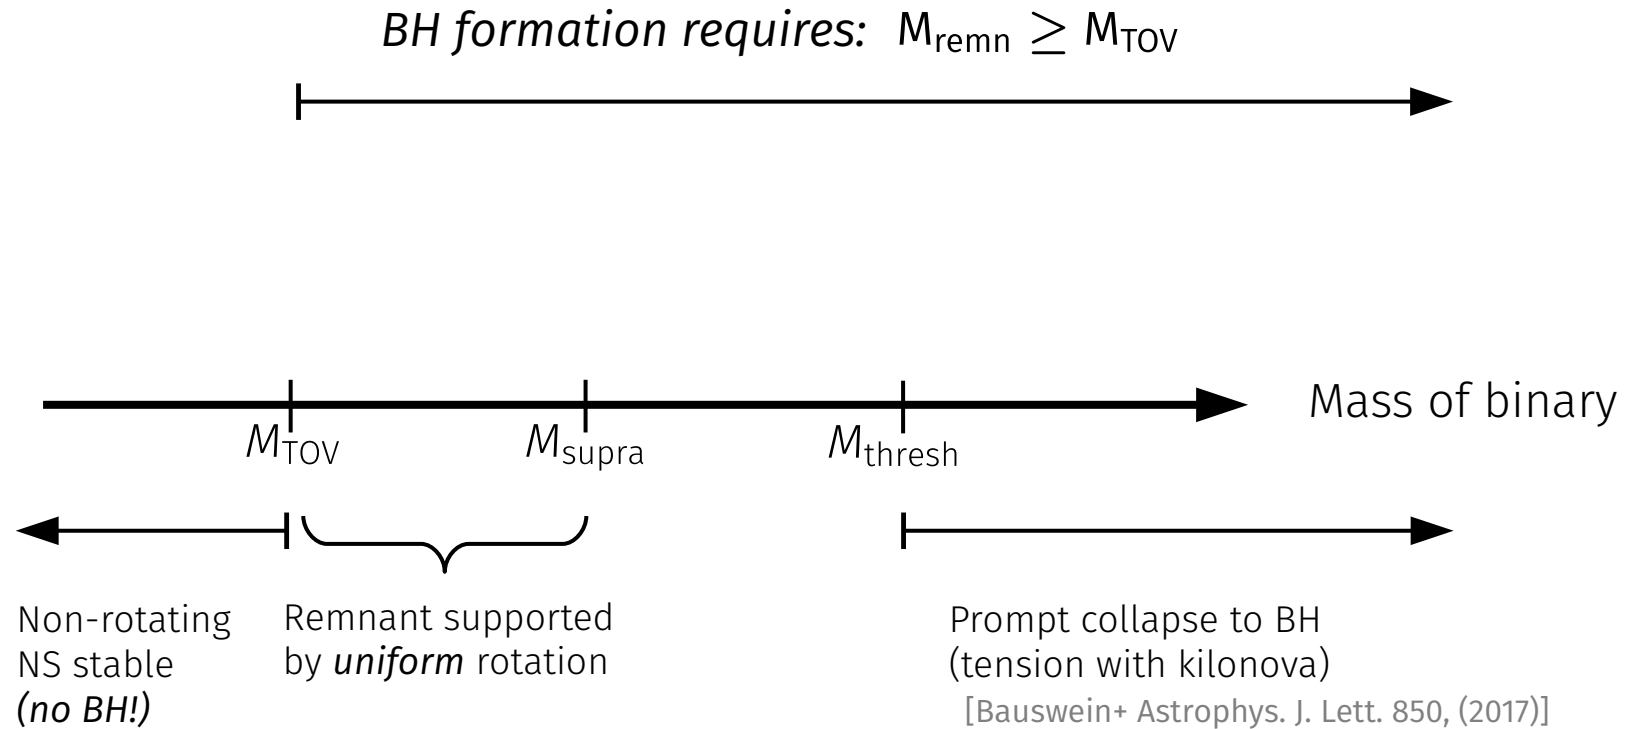 BH formation requires: M_remn ≥ M_TOV
Mass of binary
M_TOV M_supra M_thresh
Non-rotating
NS stable
(no BH!)
Remnant supported
by uniform rotation
Prompt collapse to BH
(tension with kilonova)
[Bauswein+ Astrophys. J. Lett. 850, (2017)]